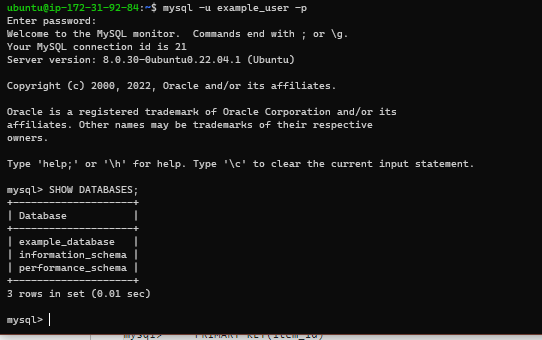 ubuntu@ip-172-31-92-84:~$ mysql -u example_user -p
Enter password:
Welcome to the MySQL monitor.  Commands end with ; or \g.
Your MySQL connection id is 21
Server version: 8.0.30-0ubuntu0.22.04.1 (Ubuntu)

Copyright (c) 2000, 2022, Oracle and/or its affiliates.

Oracle is a registered trademark of Oracle Corporation and/or its
affiliates. Other names may be trademarks of their respective
owners.

Type 'help;' or '\h' for help. Type '\c' to clear the current input statement.

mysql> SHOW DATABASES;
+--------------------+
| Database           |
+--------------------+
| example_database   |
| information_schema |
| performance_schema |
+--------------------+
3 rows in set (0.01 sec)

mysql>
mysql>     PRIMARY KEY(item_id)